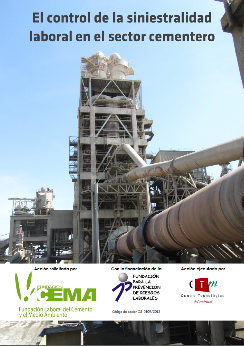 El control de la siniestralidad
laboral en el sector cementero
Acción solicitada por:
Con la financiación de la:
Acción ejecutada por:
CEMA
Fundación Laboral del Cemento
y el Medio Ambiente
FUNDACIÓN
PARA LA
PREVENCIÓN
DE RIESGOS
LABORALES